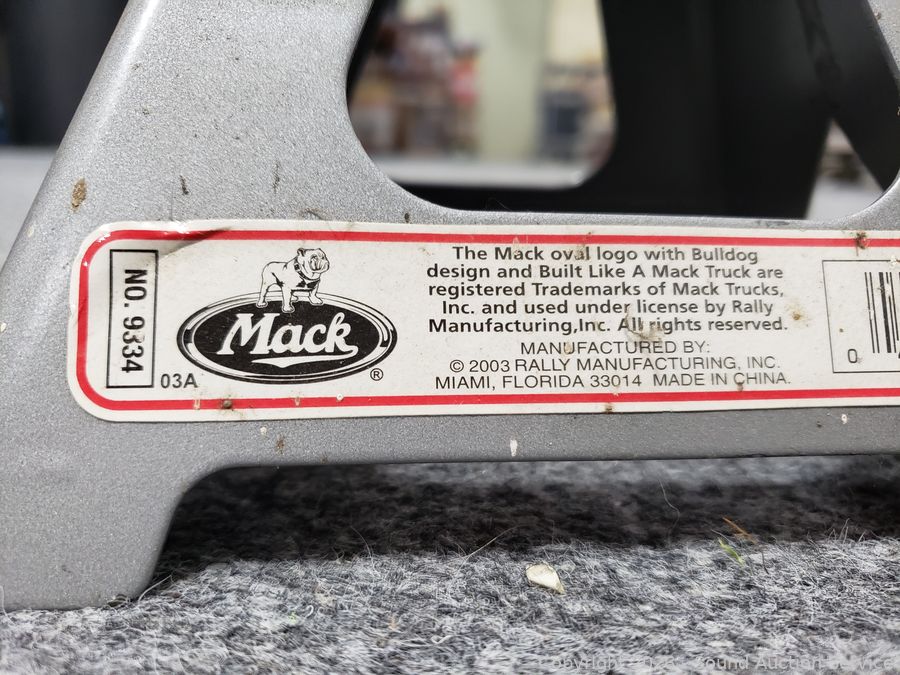 NO. 9334
03A
Mack
®
The Mack oval logo with Bulldog
design and Built Like A Mack Truck are
registered Trademarks of Mack Trucks,
Inc. and used under license by Rally
Manufacturing,Inc. All rights reserved.
MANUFACTURED BY:
© 2003 RALLY MANUFACTURING, INC.
MIAMI, FLORIDA 33014 MADE IN CHINA.
0
Sound Auction Service